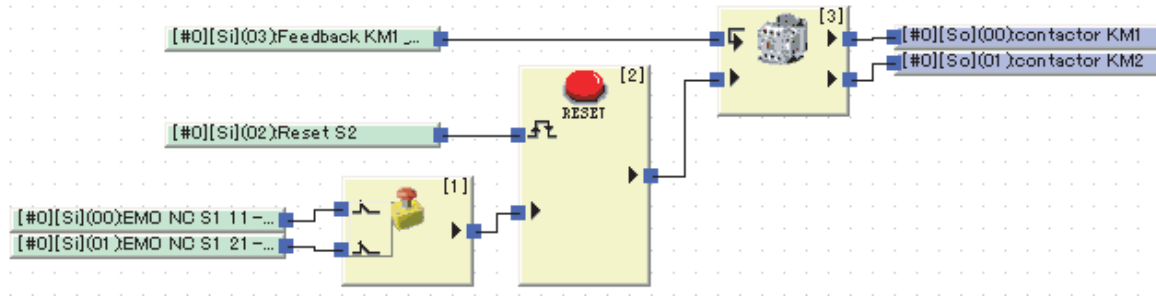 [3]
[#0][Si](03):Feedback KM1_...
[#0][So](00):contactor KM1
[#0][So](01):contactor KM2
[2]
RESET
[#0][Si](02):Reset S2
[1]
[#0][Si](00):EMO NC S1 11-...
[#0][Si](01):EMO NC S1 21-...